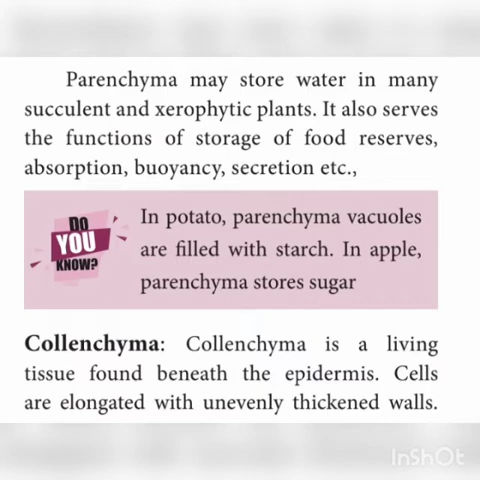 Parenchyma may store water in many
succulent and xerophytic plants. It also serves
the functions of storage of food reserves,
absorption, buoyancy, secretion etc.,
DO
YOU
KNOW?
In potato, parenchyma vacuoles
are filled with starch. In apple,
parenchyma stores sugar
Collenchyma: Collenchyma is a living
tissue found beneath the epidermis. Cells
are elongated with unevenly thickened walls.
InShOt